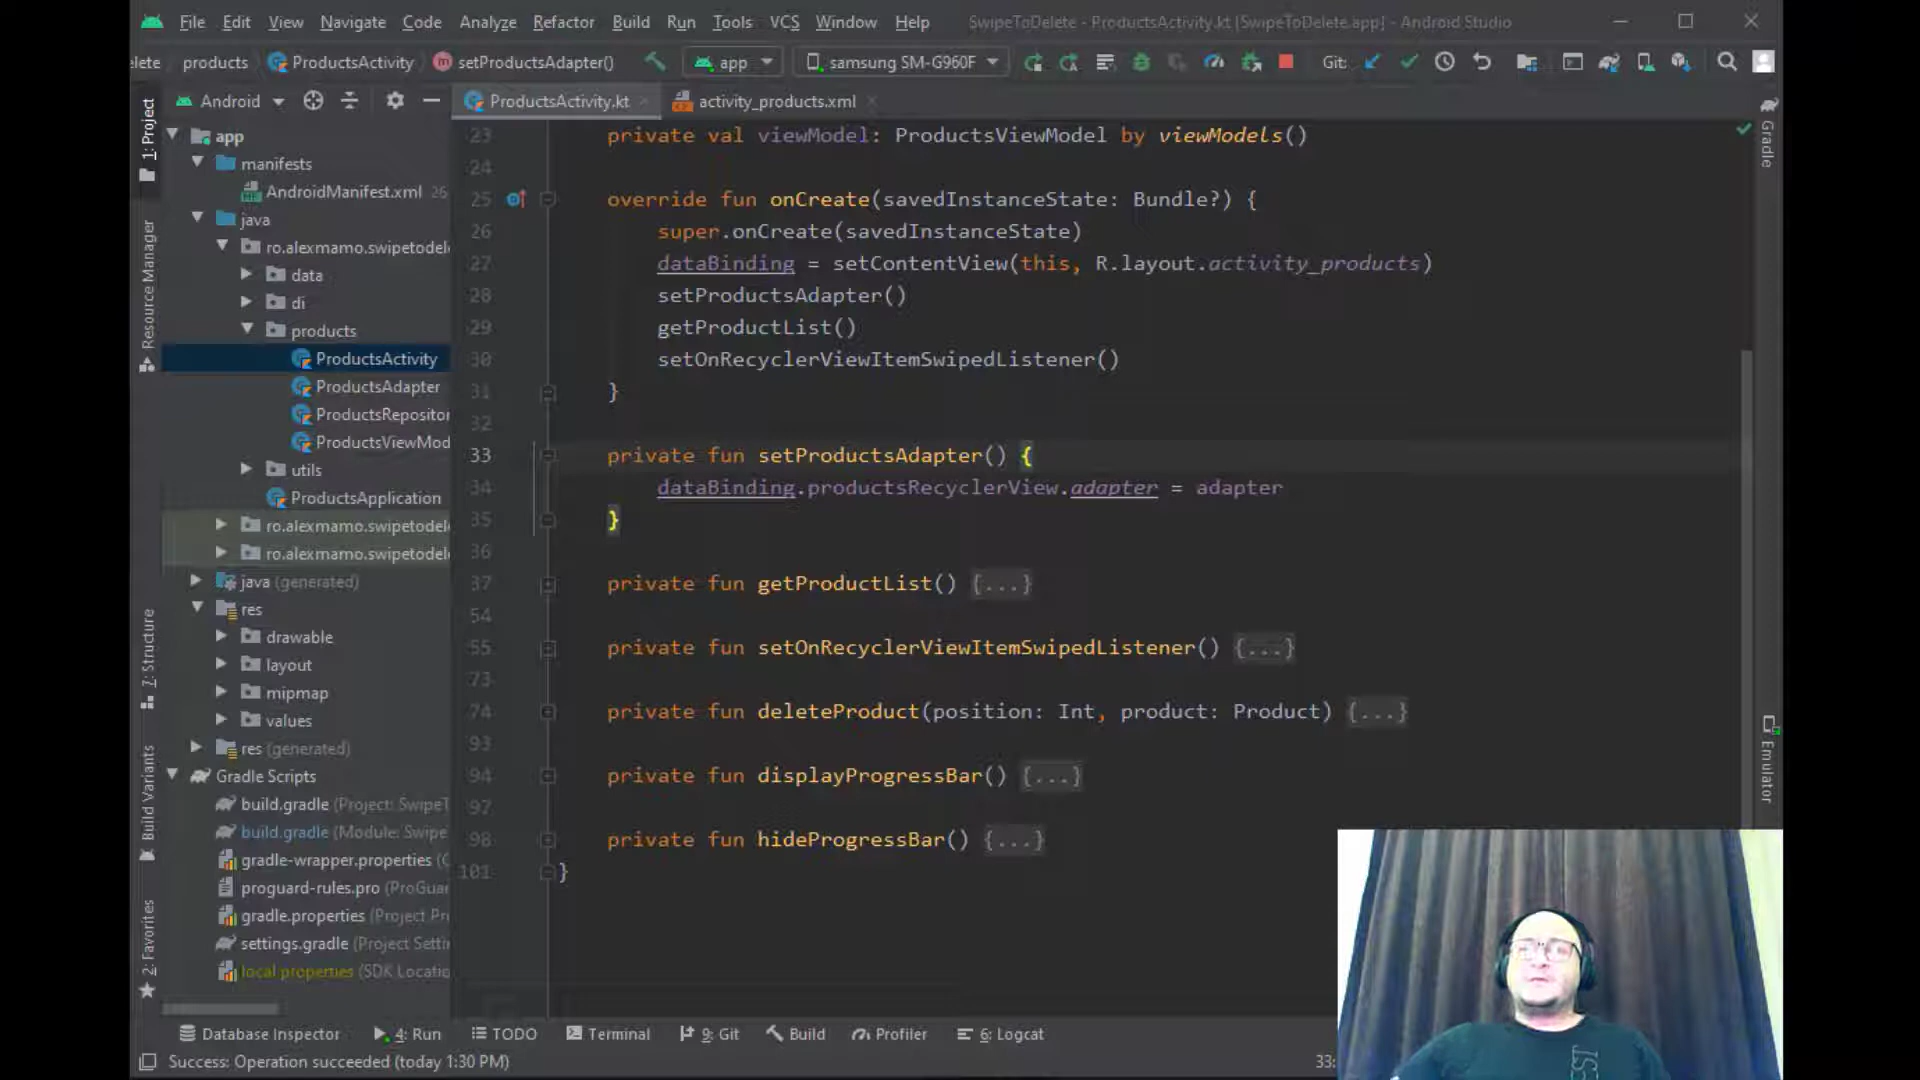 File Edit View Navigate Code Analyze Refactor Build Run Tools VCS Window Help SwipeToDelete - ProductsActivity.kt [SwipeToDelete.app] - Android Studio
elete products ProductsActivity setProductsAdapter() app samsung SM-G960F Git:
Android ProductsActivity.kt activity_products.xml
1: Project
Resource Manager
7: Structure
Build Variants
2: Favorites
app
manifests
AndroidManifest.xml 26
java
ro.alexmamo.swipetodel
data
di
products
ProductsActivity
ProductsAdapter
ProductsRepositor
ProductsViewMod
utils
ProductsApplication
ro.alexmamo.swipetodel
ro.alexmamo.swipetodel
java (generated)
res
drawable
layout
mipmap
values
res (generated)
Gradle Scripts
build.gradle (Project: SwipeT
build.gradle (Module: Swipe
gradle-wrapper.properties (G
proguard-rules.pro (ProGua
gradle.properties (Project Pr
settings.gradle (Project Setti
local.properties (SDK Locatio
23 private val viewModel: ProductsViewModel by viewModels()
24
25 override fun onCreate(savedInstanceState: Bundle?) {
26 super.onCreate(savedInstanceState)
27 dataBinding = setContentView(this, R.layout.activity_products)
28 setProductsAdapter()
29 getProductList()
30 setOnRecyclerViewItemSwipedListener()
31 }
32
33 private fun setProductsAdapter() {
34 dataBinding.productsRecyclerView.adapter = adapter
35 }
36
37 private fun getProductList() {...}
54
55 private fun setOnRecyclerViewItemSwipedListener() {...}
73
74 private fun deleteProduct(position: Int, product: Product) {...}
93
94 private fun displayProgressBar() {...}
97
98 private fun hideProgressBar() {...}
101 }
Gradle
Emulator
Database Inspector 4: Run TODO Terminal 9: Git Build Profiler 6: Logcat
Success: Operation succeeded (today 1:30 PM) 33: